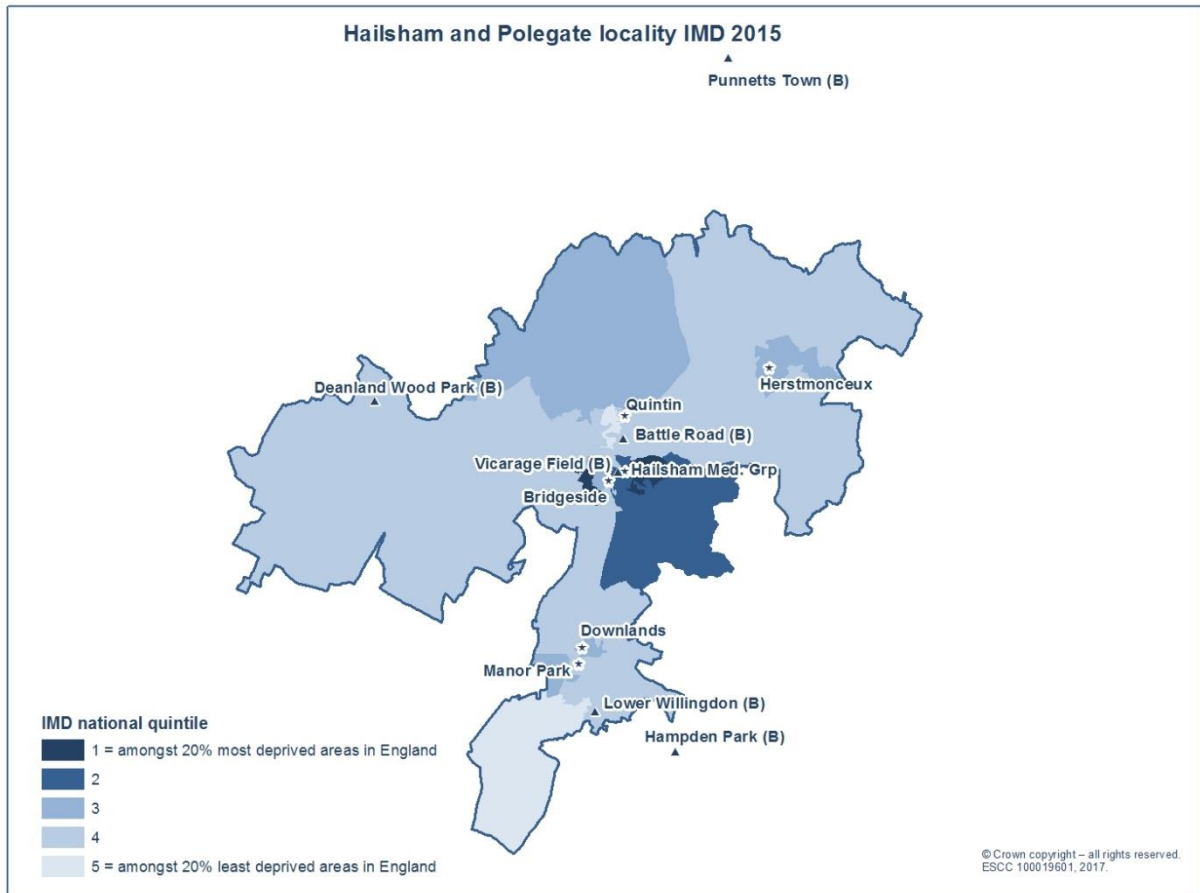 Hailsham and Polegate locality IMD 2015
Punnetts Town (B)
Deanland Wood Park (B)
Herstmonceux
Quintin
Battle Road (B)
Vicarage Field (B)
Hailsham Med. Grp
Bridgeside
Downlands
Manor Park
Lower Willingdon (B)
Hampden Park (B)
IMD national quintile
1 = amongst 20% most deprived areas in England
2
3
4
5 = amongst 20% least deprived areas in England
© Crown copyright – all rights reserved.
ESCC 100019601, 2017.